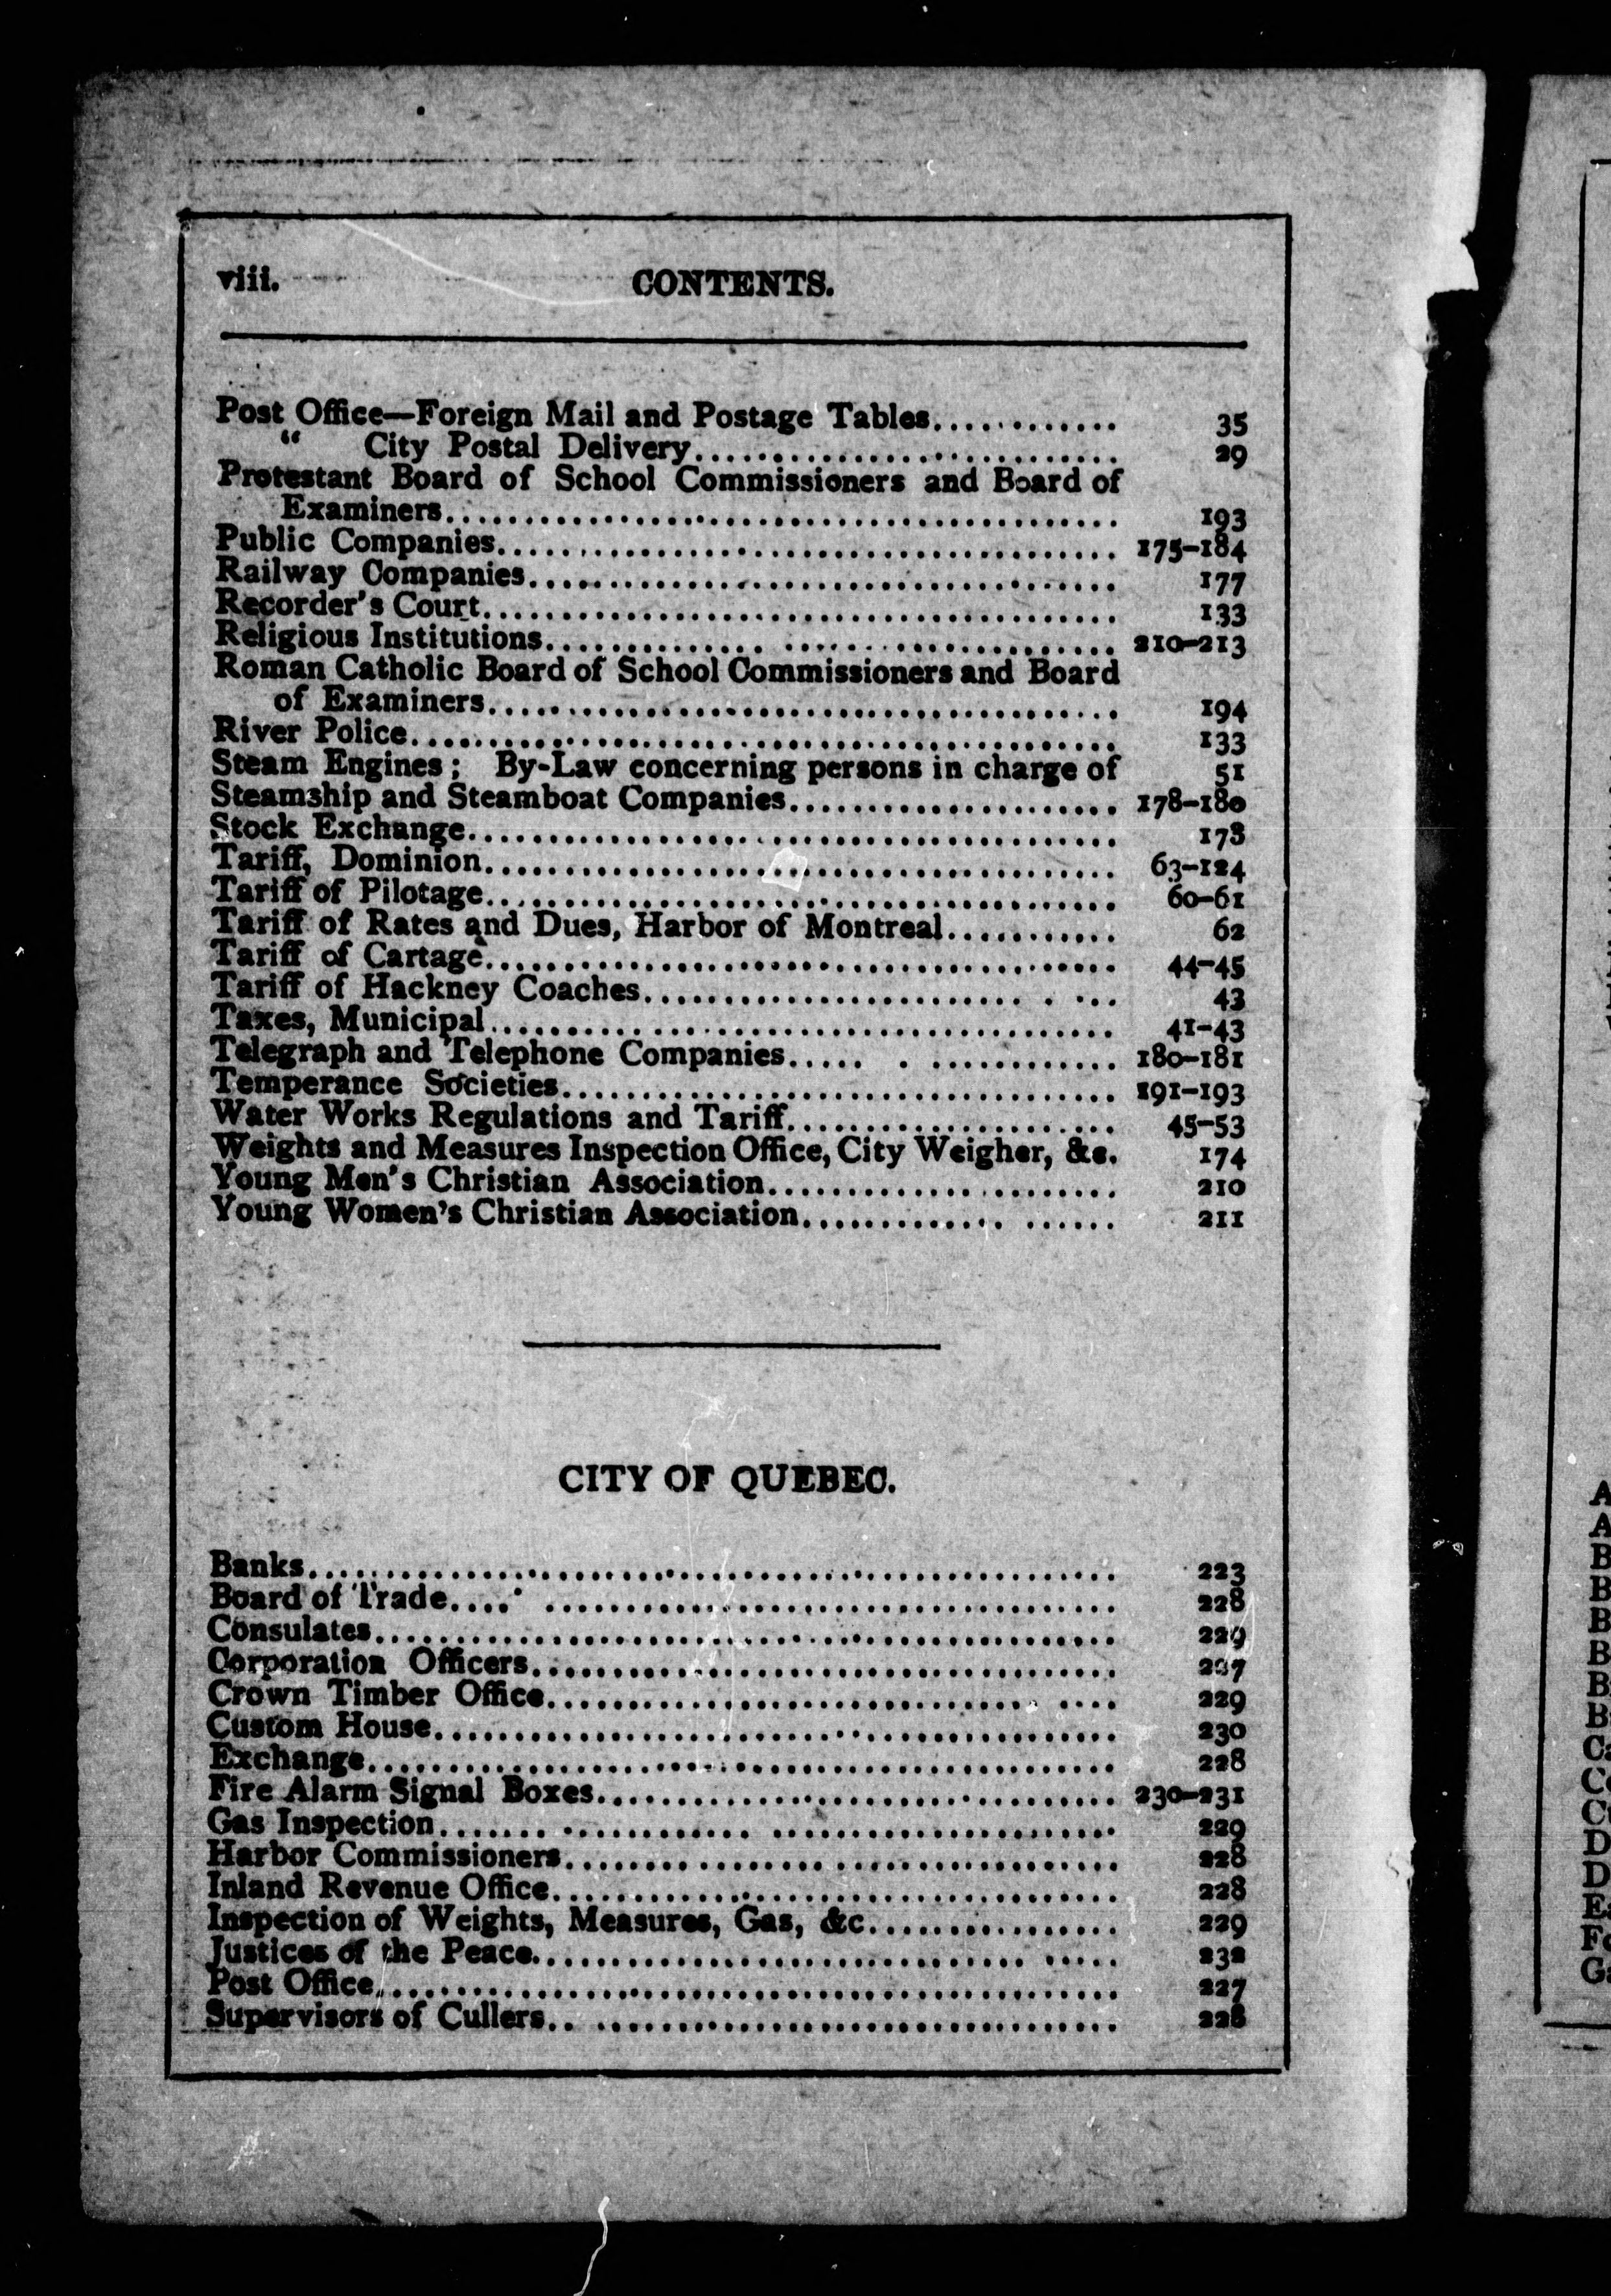 viii. CONTENTS.
Post Office—Foreign Mail and Postage Tables............ 35
" City Postal Delivery........................... 29
Protestant Board of School Commissioners and Board of
Examiners........................................... 193
Public Companies....................................... 175-184
Railway Companies..................................... 177
Recorder's Court........................................ 133
Religious Institutions.................................... 210-213
Roman Catholic Board of School Commissioners and Board
of Examiners........................................ 194
River Police............................................. 133
Steam Engines; By-Law concerning persons in charge of 51
Steamship and Steamboat Companies..................... 178-180
Stock Exchange......................................... 178
Tariff, Dominion........................................ 63-124
Tariff of Pilotage........................................ 60-61
Tariff of Rates and Dues, Harbor of Montreal........... 62
Tariff of Cartage........................................ 44-45
Tariff of Hackney Coaches........................ . ... 43
Taxes, Municipal........................................ 41-43
Telegraph and Telephone Companies..... . ............ 180-181
Temperance Societies................................... 191-193
Water Works Regulations and Tariff..................... 45-53
Weights and Measures Inspection Office, City Weigher, &c. 174
Young Men's Christian Association...................... 210
Young Women's Christian Association............. ...... 211
CITY OF QUEBEC.
Banks.................................................... 223
Board of Trade.... .................................... 228
Consulates............................................... 229
Corporation Officers..................................... 227
Crown Timber Office............................... .... 229
Custom House........................................... 230
Exchange............................................... 228
Fire Alarm Signal Boxes................................. 230-231
Gas Inspection....... ............ ...................... 229
Harbor Commissioners................ .................. 228
Inland Revenue Office.................................... 228
Inspection of Weights, Measures, Gas, &c................ 229
Justices of the Peace............................... ..... 232
Post Office............................................... 227
Supervisors of Cullers.. ................................. 228